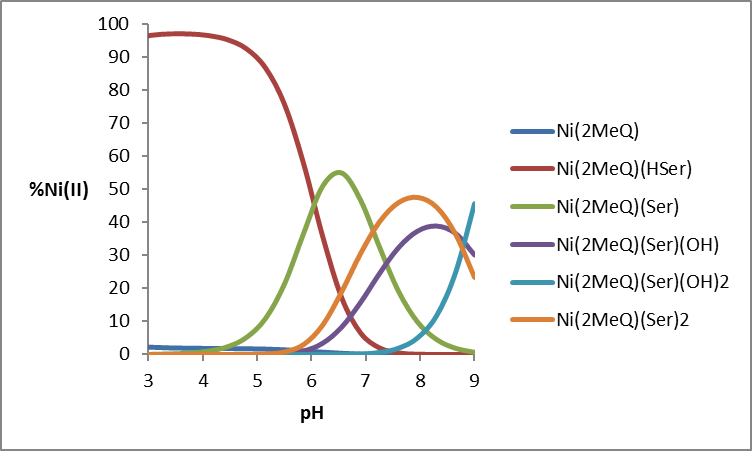 100
90
80
70
60
50
40
30
20
10
0
%Ni(II)
3 4 5 6 7 8 9
pH
Ni(2MeQ)
Ni(2MeQ)(HSer)
Ni(2MeQ)(Ser)
Ni(2MeQ)(Ser)(OH)
Ni(2MeQ)(Ser)(OH)2
Ni(2MeQ)(Ser)2